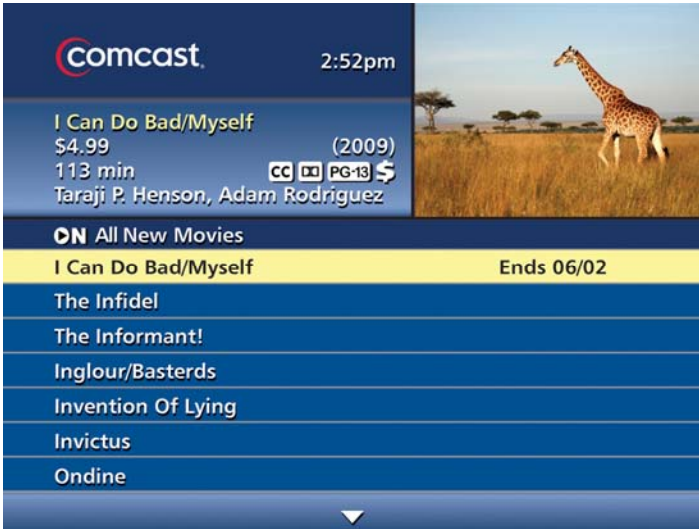 comcast.
2:52pm
I Can Do Bad/Myself
$4.99 (2009)
113 min CC DD PG-13 $
Taraji P. Henson, Adam Rodriguez
ON All New Movies
I Can Do Bad/Myself Ends 06/02
The Infidel
The Informant!
Inglour/Basterds
Invention Of Lying
Invictus
Ondine